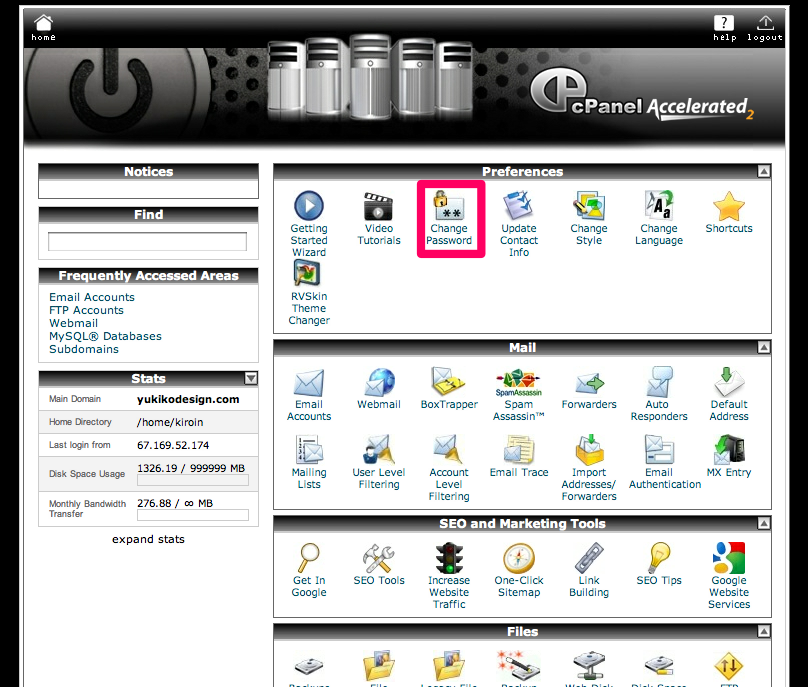 home
help
logout
cPanel Accelerated2
Notices
Find
Frequently Accessed Areas
Email Accounts
FTP Accounts
Webmail
MySQL® Databases
Subdomains
Stats
Main Domain yukikodesign.com
Home Directory /home/kiroin
Last login from 67.169.52.174
Disk Space Usage 1326.19 / 999999 MB
Monthly Bandwidth Transfer 276.88 / ∞ MB
expand stats
Preferences
Getting Started Wizard
Video Tutorials
**
Change Password
Update Contact Info
Change Style
Aa
Change Language
Shortcuts
RVSkin Theme Changer
Mail
Email Accounts
Webmail
BoxTrapper
SpamAssassin
Spam Assassin™
Forwarders
Auto Responders
Default Address
Mailing Lists
User Level Filtering
Account Level Filtering
Email Trace
Import Addresses/ Forwarders
Email Authentication
MX Entry
SEO and Marketing Tools
Get In Google
SEO Tools
Increase Website Traffic
One-Click Sitemap
Link Building
SEO Tips
Google Website Services
Files